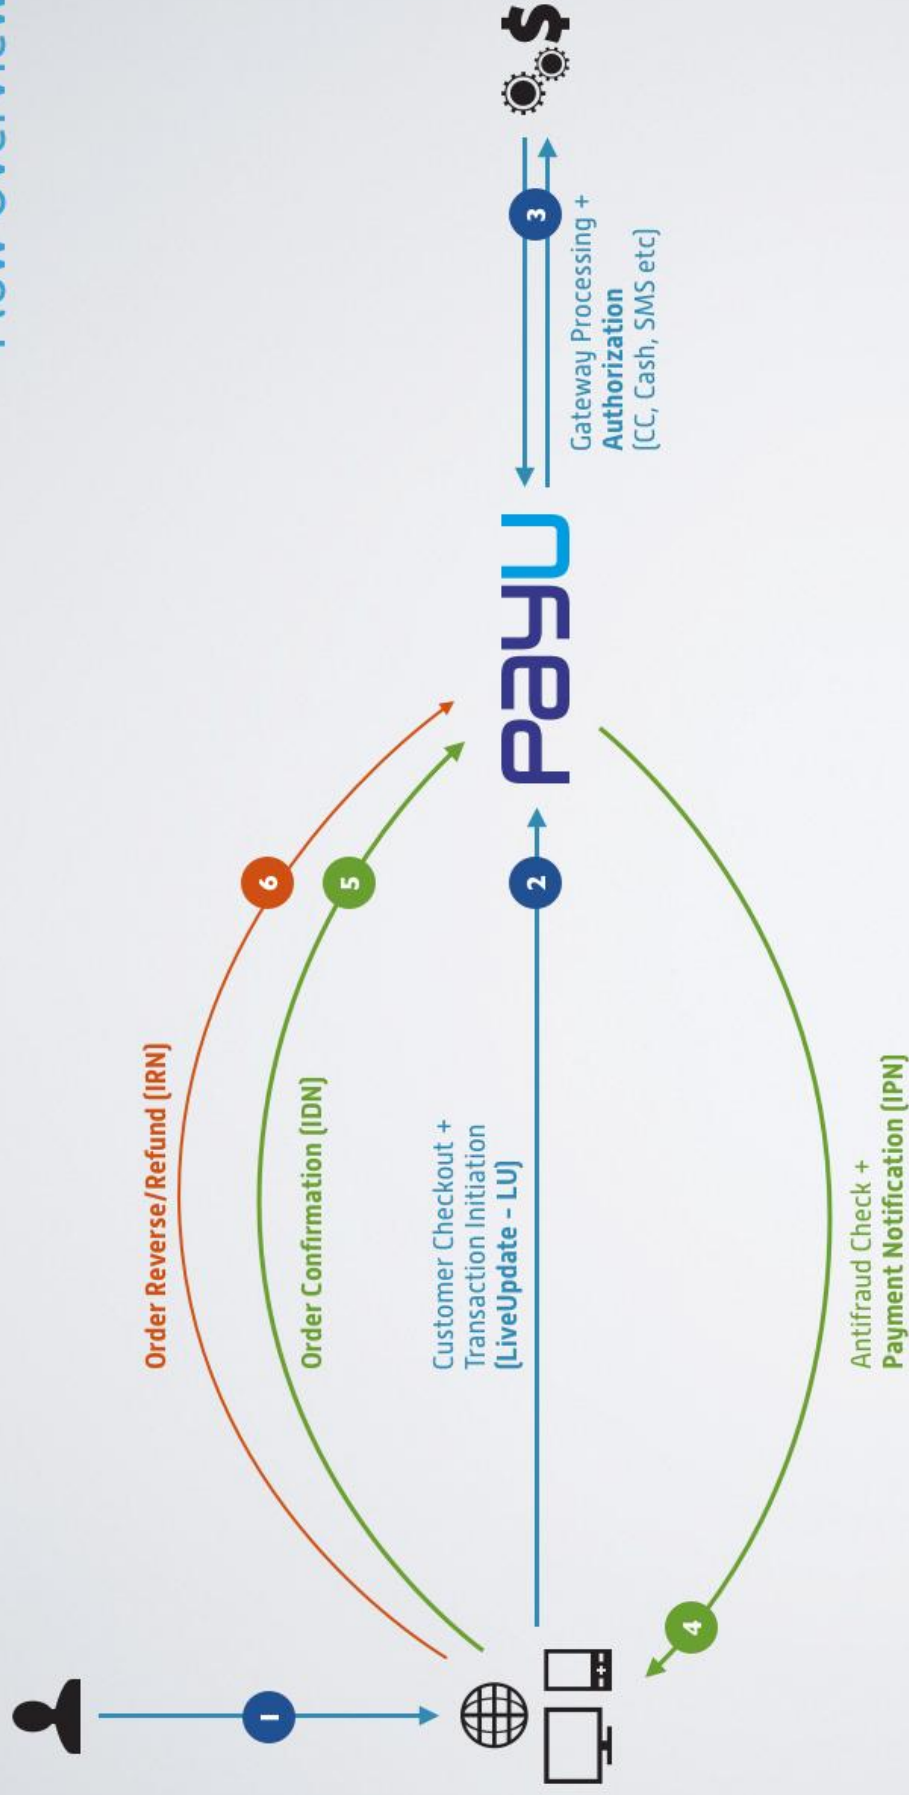 Order Reverse/Refund (IRN)
6
5
Order Confirmation (IDN)
1
Customer Checkout +
Transaction Initiation
(LiveUpdate - LU)
2
PayU
3
$
Gateway Processing +
Authorization
(CC, Cash, SMS etc)
4
Antifraud Check +
Payment Notification (IPN)